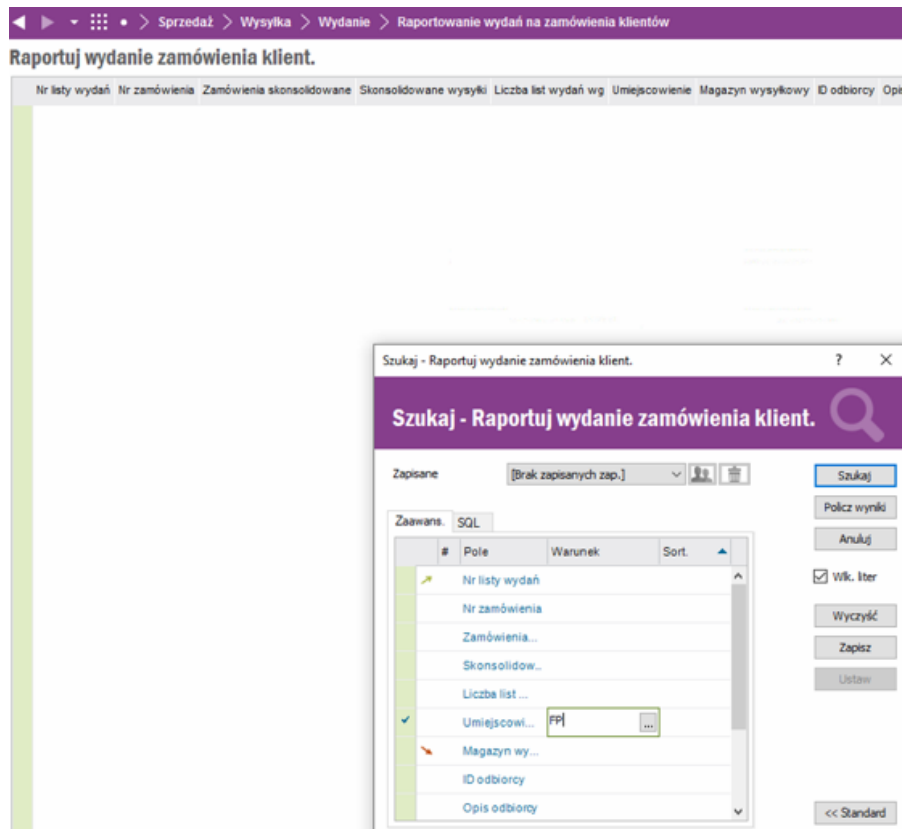 Sprzedaż > Wysyłka > Wydanie > Raportowanie wydań na zamówienia klientów
Raportuj wydanie zamówienia klient.
Nr listy wydań Nr zamówienia Zamówienia skonsolidowane Skonsolidowane wysyłki Liczba list wydań wg Umiejscowienie Magazyn wysyłkowy ID odbiorcy Opis
Szukaj - Raportuj wydanie zamówienia klient. ? ×
Szukaj - Raportuj wydanie zamówienia klient.
Zapisane [Brak zapisanych zap.] Szukaj
Policz wyniki
Anuluj
Zaawans. SQL
# Pole Warunek Sort.
Nr listy wydań
Wlk. liter
Nr zamówienia
Wyczyść
Zamówienia...
Zapisz
Skonsolidow...
Ustaw
Liczba list ...
Umiejscowi... FP ...
Magazyn wy...
ID odbiorcy
Opis odbiorcy
<< Standard